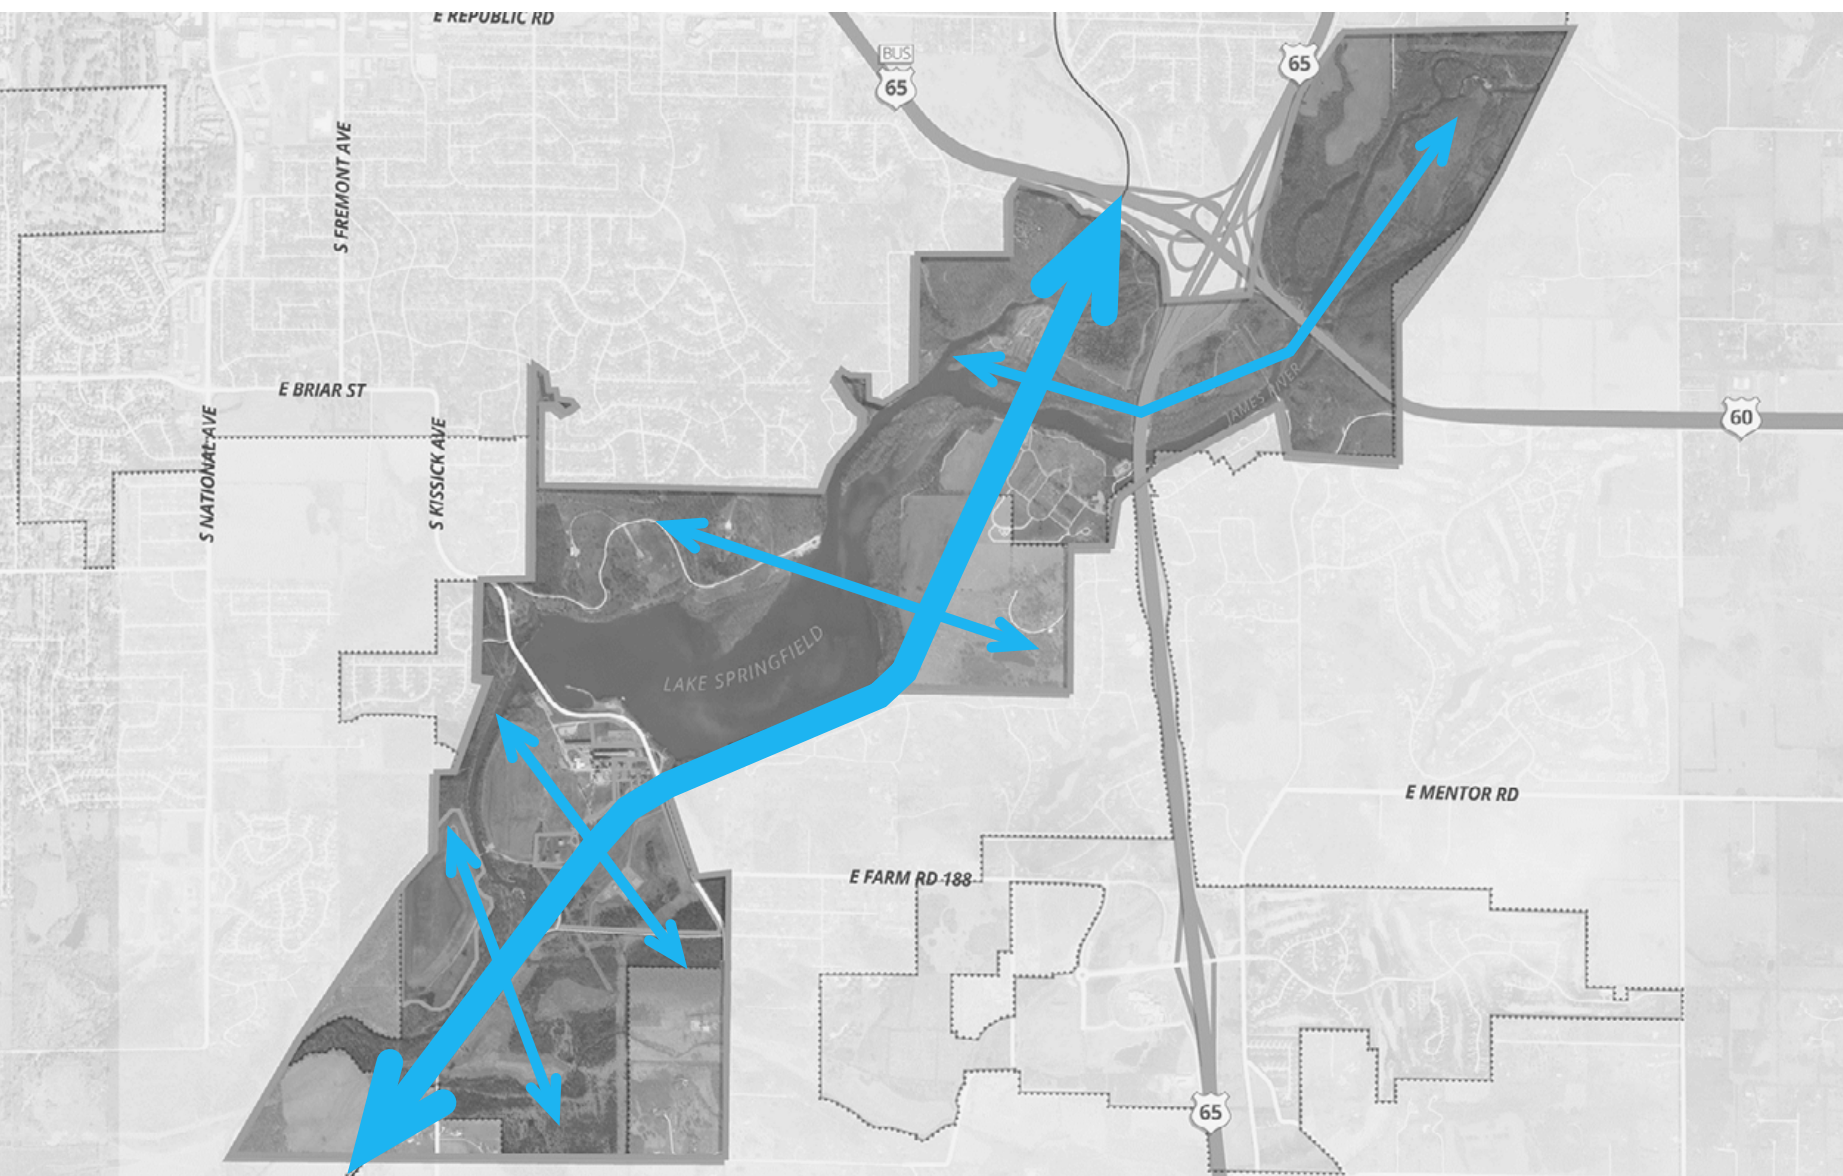 E REPUBLIC RD
BUS
65
65
S FREMONT AVE
E BRIAR ST
S NATIONAL AVE
S KISSICK AVE
JAMES RIVER
60
LAKE SPRINGFIELD
E MENTOR RD
E FARM RD 188
65